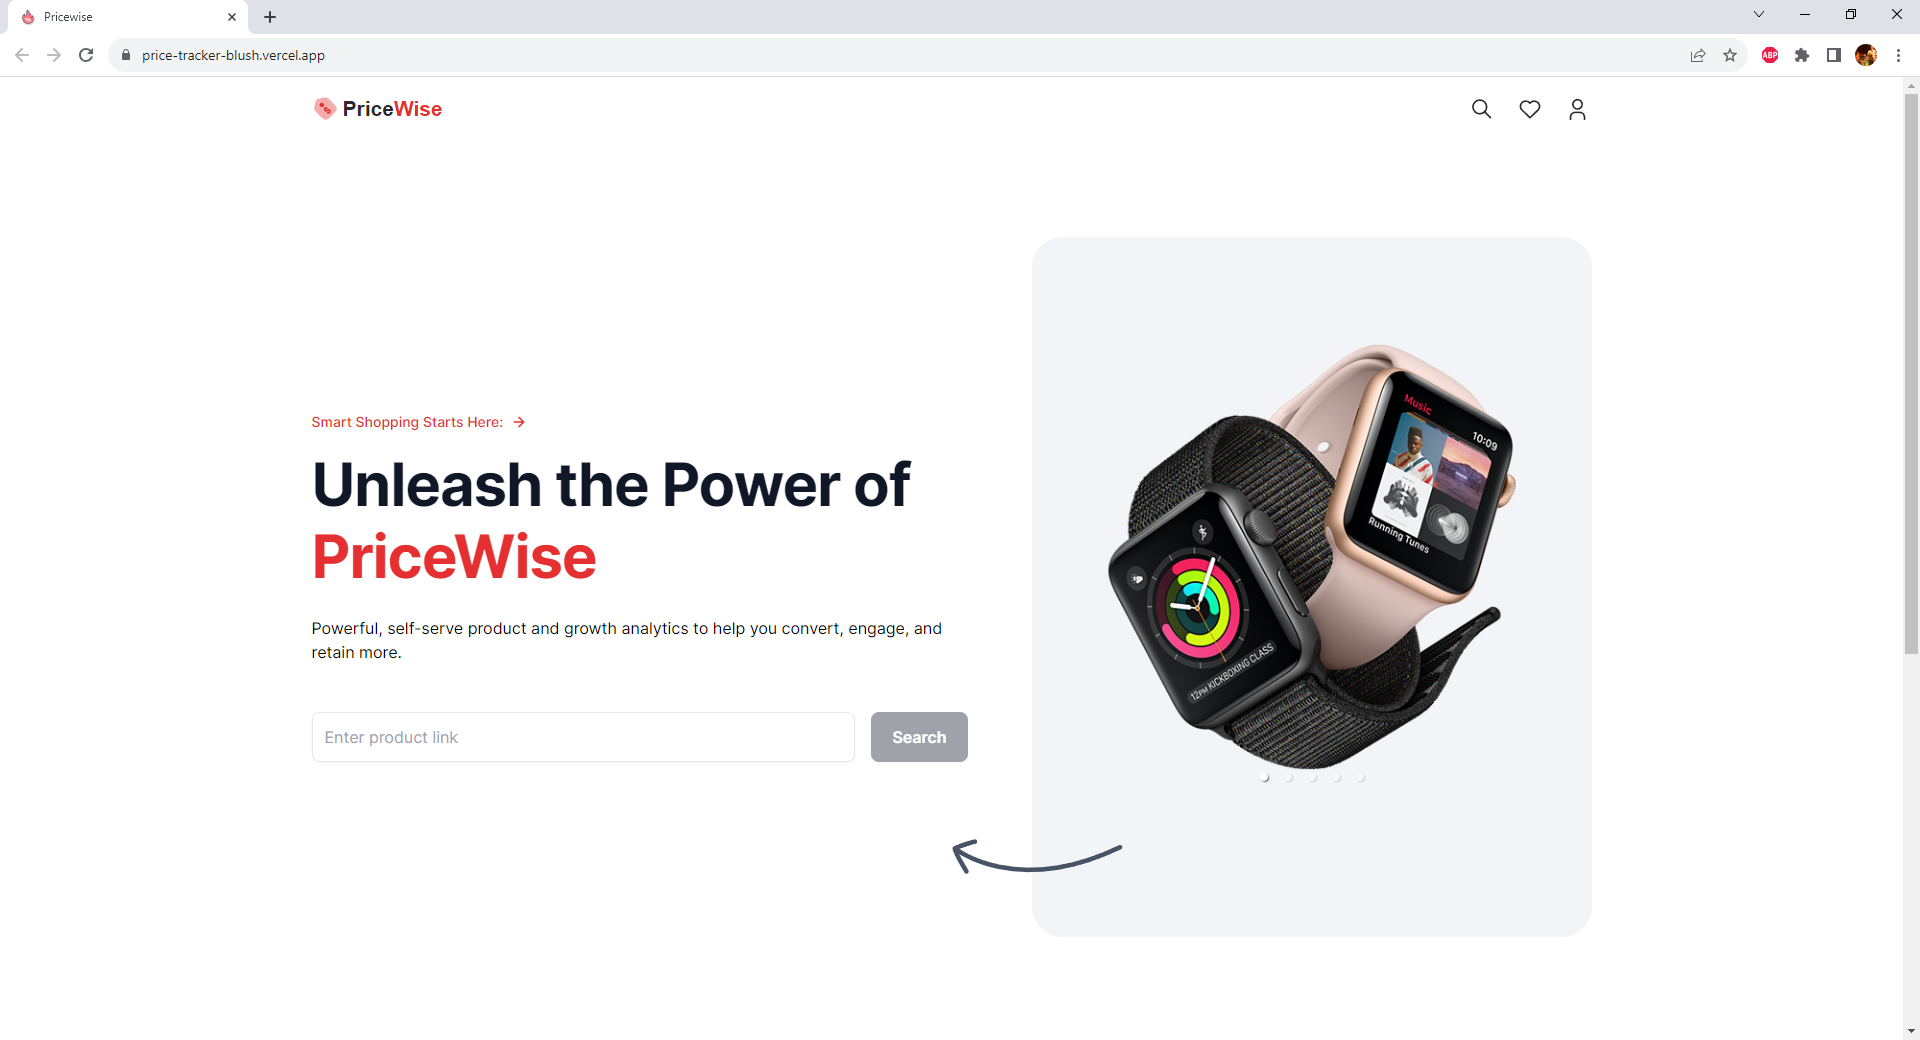 Pricewise
price-tracker-blush.vercel.app
ABP
PriceWise
Smart Shopping Starts Here:
Unleash the Power of
PriceWise
Powerful, self-serve product and growth analytics to help you convert, engage, and
retain more.
Enter product link
Search
Music
10:09
Running Tunes
12PM KICKBOXING CLASS